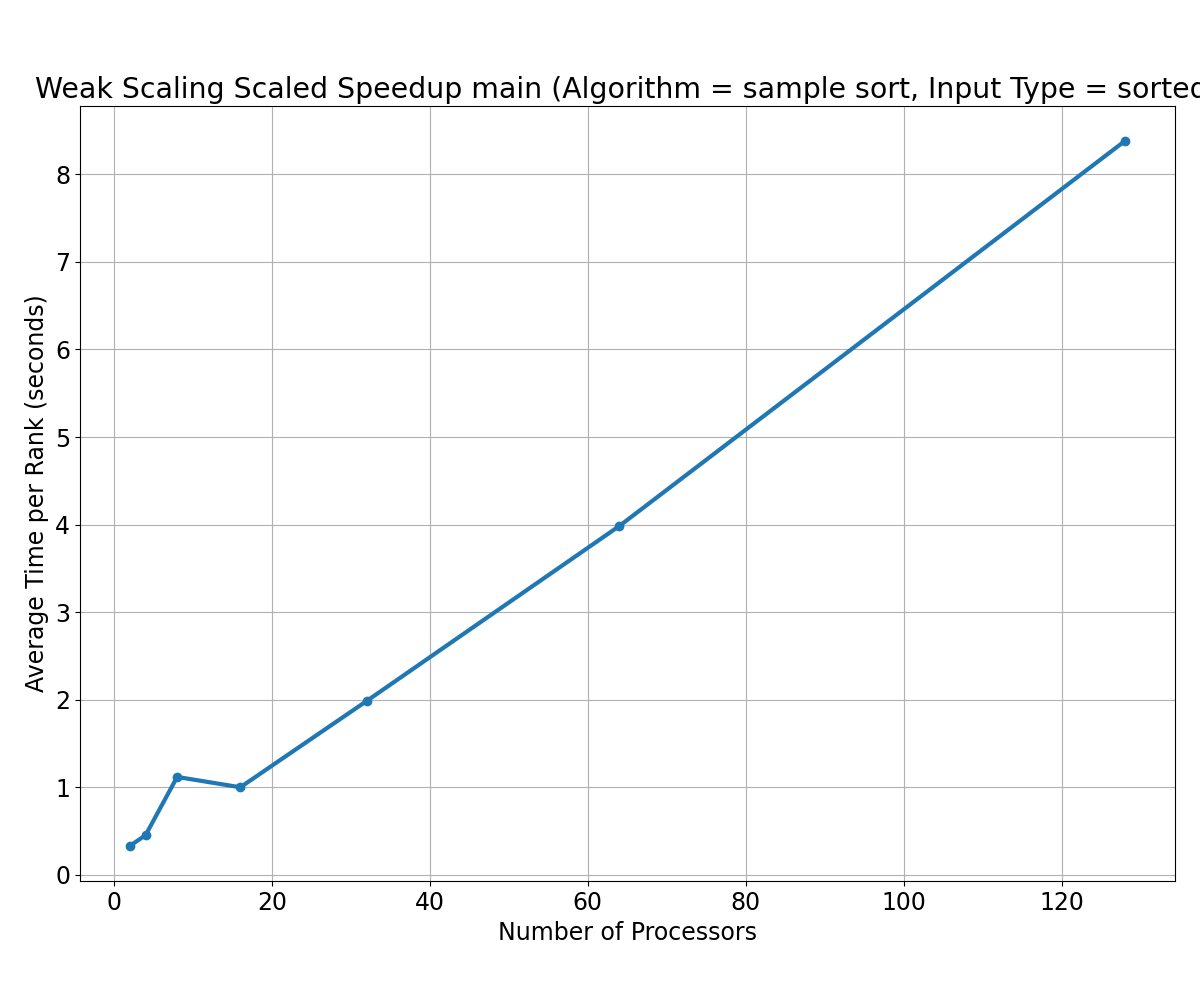 Weak Scaling Scaled Speedup main (Algorithm = sample sort, Input Type = sorted
8
7
6
5
4
3
2
1
0
Average Time per Rank (seconds)
0 20 40 60 80 100 120
Number of Processors